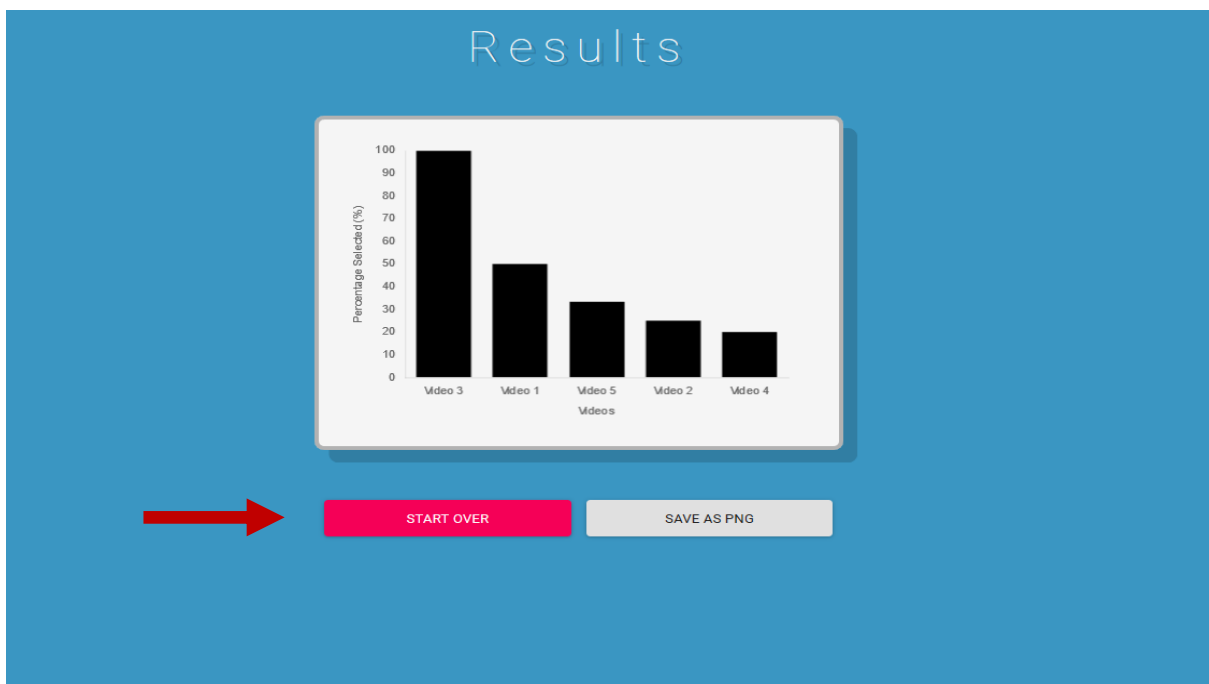 Results
100
90
80
70
60
50
40
30
20
10
0
Percentage Selected (%)
Video 3 Video 1 Video 5 Video 2 Video 4
Videos
START OVER SAVE AS PNG